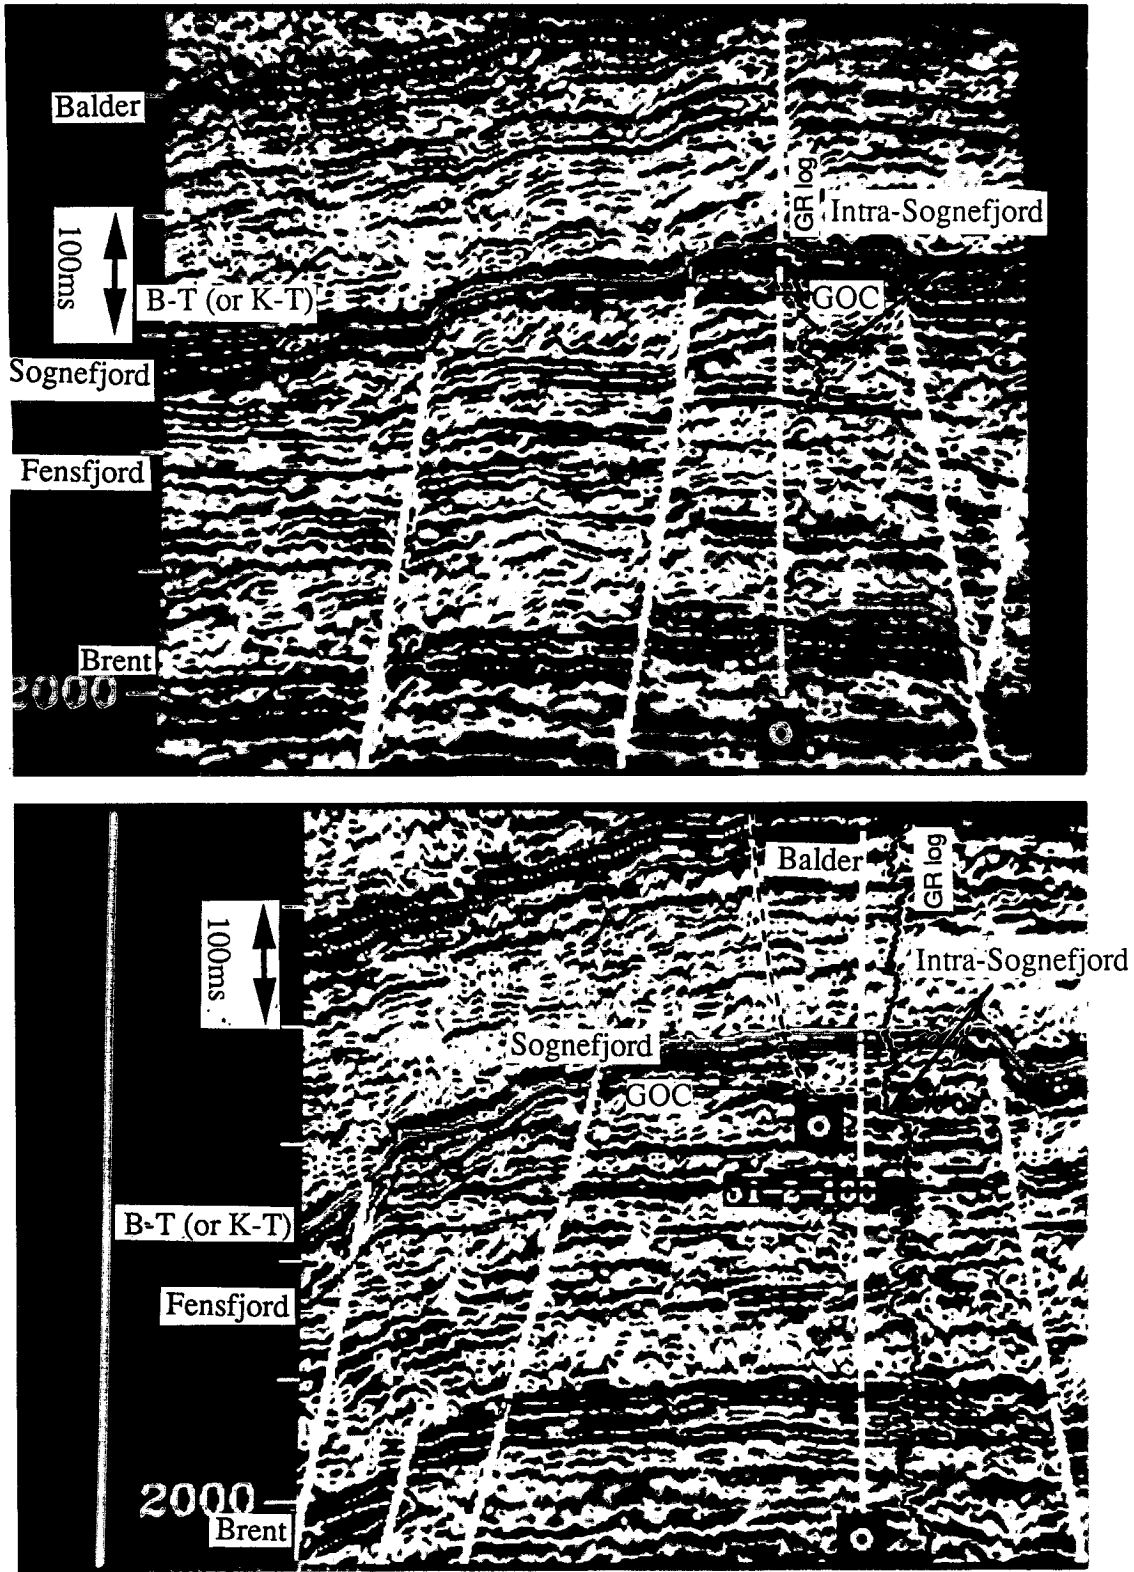 Balder
GR log
Intra-Sognefjord
100ms
B-T (or K-T)
GOC
Sognefjord
Fensfjord
Brent
2000
Balder
GR log
100ms
Intra-Sognefjord
Sognefjord
GOC
B-T (or K-T)
Fensfjord
2000
Brent